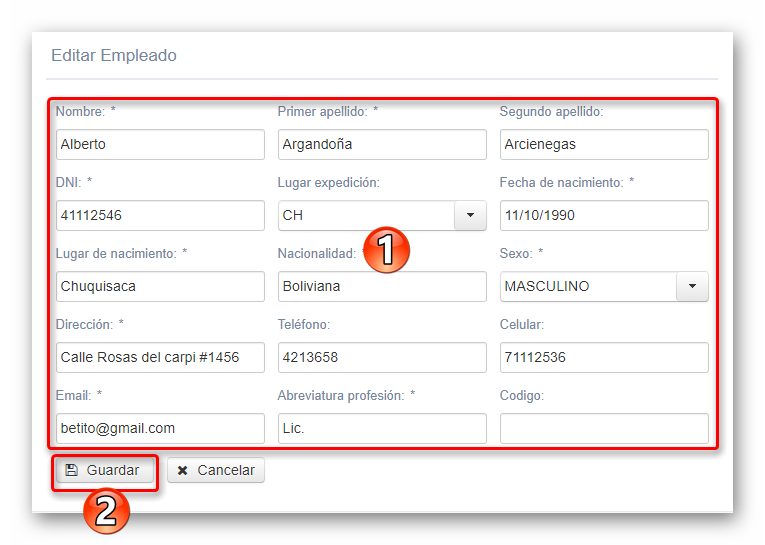 Editar Empleado
Nombre: * Primer apellido: * Segundo apellido:
Alberto Argandoña Arcienegas
DNI: * Lugar expedición: Fecha de nacimiento: *
41112546 CH 11/10/1990
Lugar de nacimiento: * Nacionalidad: Sexo: *
1
Chuquisaca Boliviana MASCULINO
Dirección: * Teléfono: Celular:
Calle Rosas del carpi #1456 4213658 71112536
Email: * Abreviatura profesión: * Codigo:
betito@gmail.com Lic.
Guardar Cancelar
2